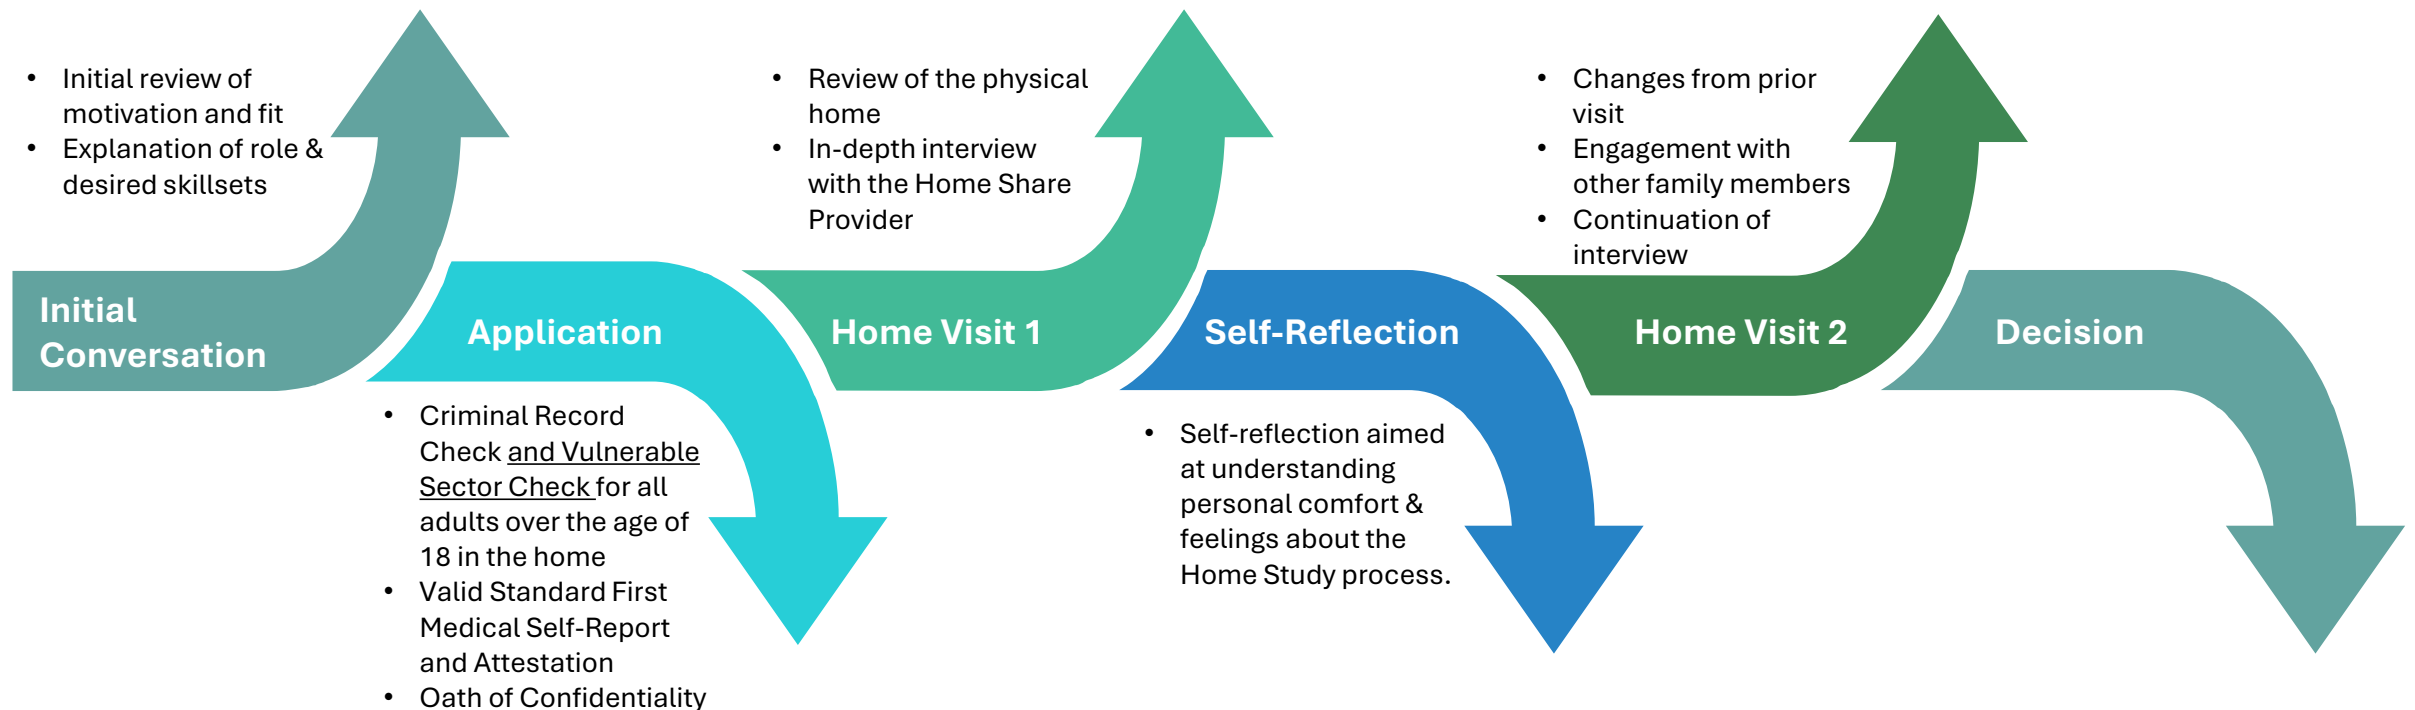 • Initial review of
motivation and fit
• Explanation of role &
desired skillsets
Initial
Conversation
Application
• Criminal Record
Check and Vulnerable
Sector Check for all
adults over the age of
18 in the home
• Valid Standard First
Medical Self-Report
and Attestation
• Oath of Confidentiality
• Review of the physical
home
• In-depth interview
with the Home Share
Provider
Home Visit 1
Self-Reflection
• Self-reflection aimed
at understanding
personal comfort &
feelings about the
Home Study process.
• Changes from prior
visit
• Engagement with
other family members
• Continuation of
interview
Home Visit 2
Decision